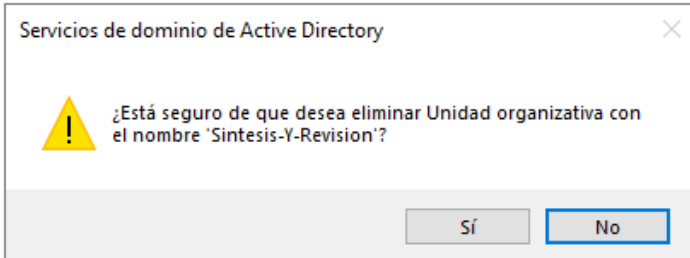 Servicios de dominio de Active Directory
¿Está seguro de que desea eliminar Unidad organizativa con
el nombre 'Sintesis-Y-Revision'?
Sí
No